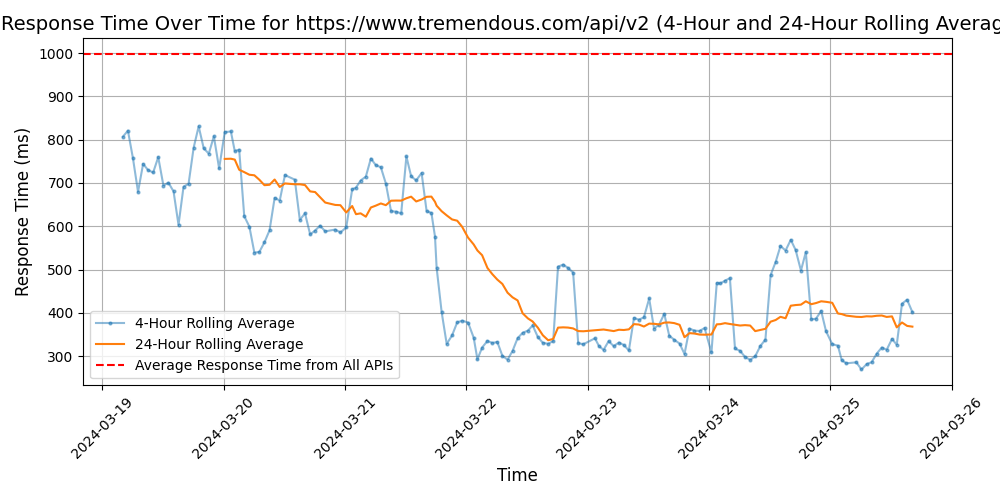 Response Time Over Time for https://www.tremendous.com/api/v2 (4-Hour and 24-Hour Rolling Averag
Response Time (ms)
1000
900
800
700
600
500
400
300
4-Hour Rolling Average
24-Hour Rolling Average
Average Response Time from All APIs
2024-03-19
2024-03-20
2024-03-21
2024-03-22
2024-03-23
2024-03-24
2024-03-25
2024-03-26
Time